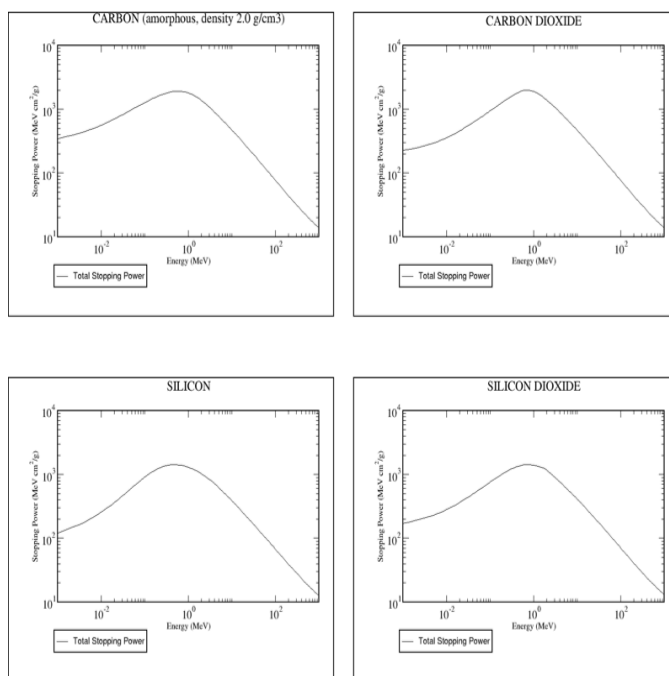 CARBON (amorphous, density 2.0 g/cm3)
10^4
10^3
10^2
10^1
Stopping Power (MeV cm^2/g)
10^-2
10^0
10^2
Energy (MeV)
Total Stopping Power
CARBON DIOXIDE
10^4
10^3
10^2
10^1
Stopping Power (MeV cm^2/g)
10^-2
10^0
10^2
Energy (MeV)
Total Stopping Power
SILICON
10^4
10^3
10^2
10^1
Stopping Power (MeV cm^2/g)
10^-2
10^0
10^2
Energy (MeV)
Total Stopping Power
SILICON DIOXIDE
10^4
10^3
10^2
10^1
Stopping Power (MeV cm^2/g)
10^-2
10^0
10^2
Energy (MeV)
Total Stopping Power